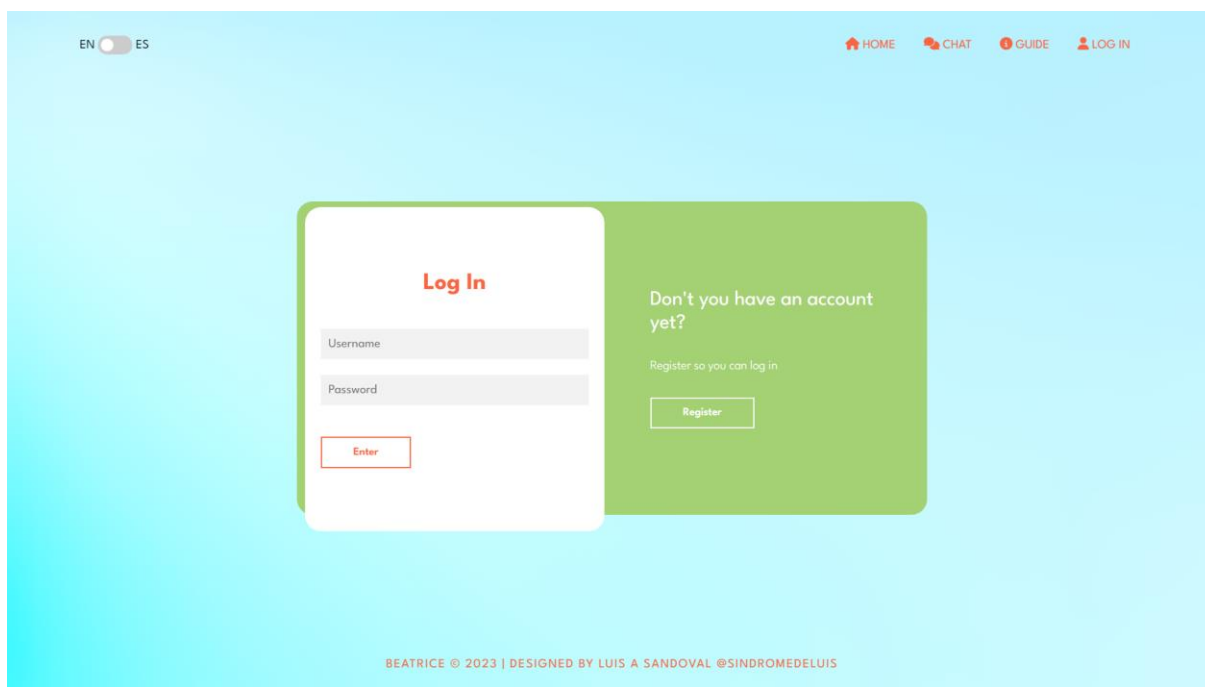 EN ES
HOME CHAT GUIDE LOG IN
Log In
Username
Password
Enter
Don't you have an account
yet?
Register so you can log in
Register
BEATRICE © 2023 | DESIGNED BY LUIS A SANDOVAL @SINDROMEDELUIS